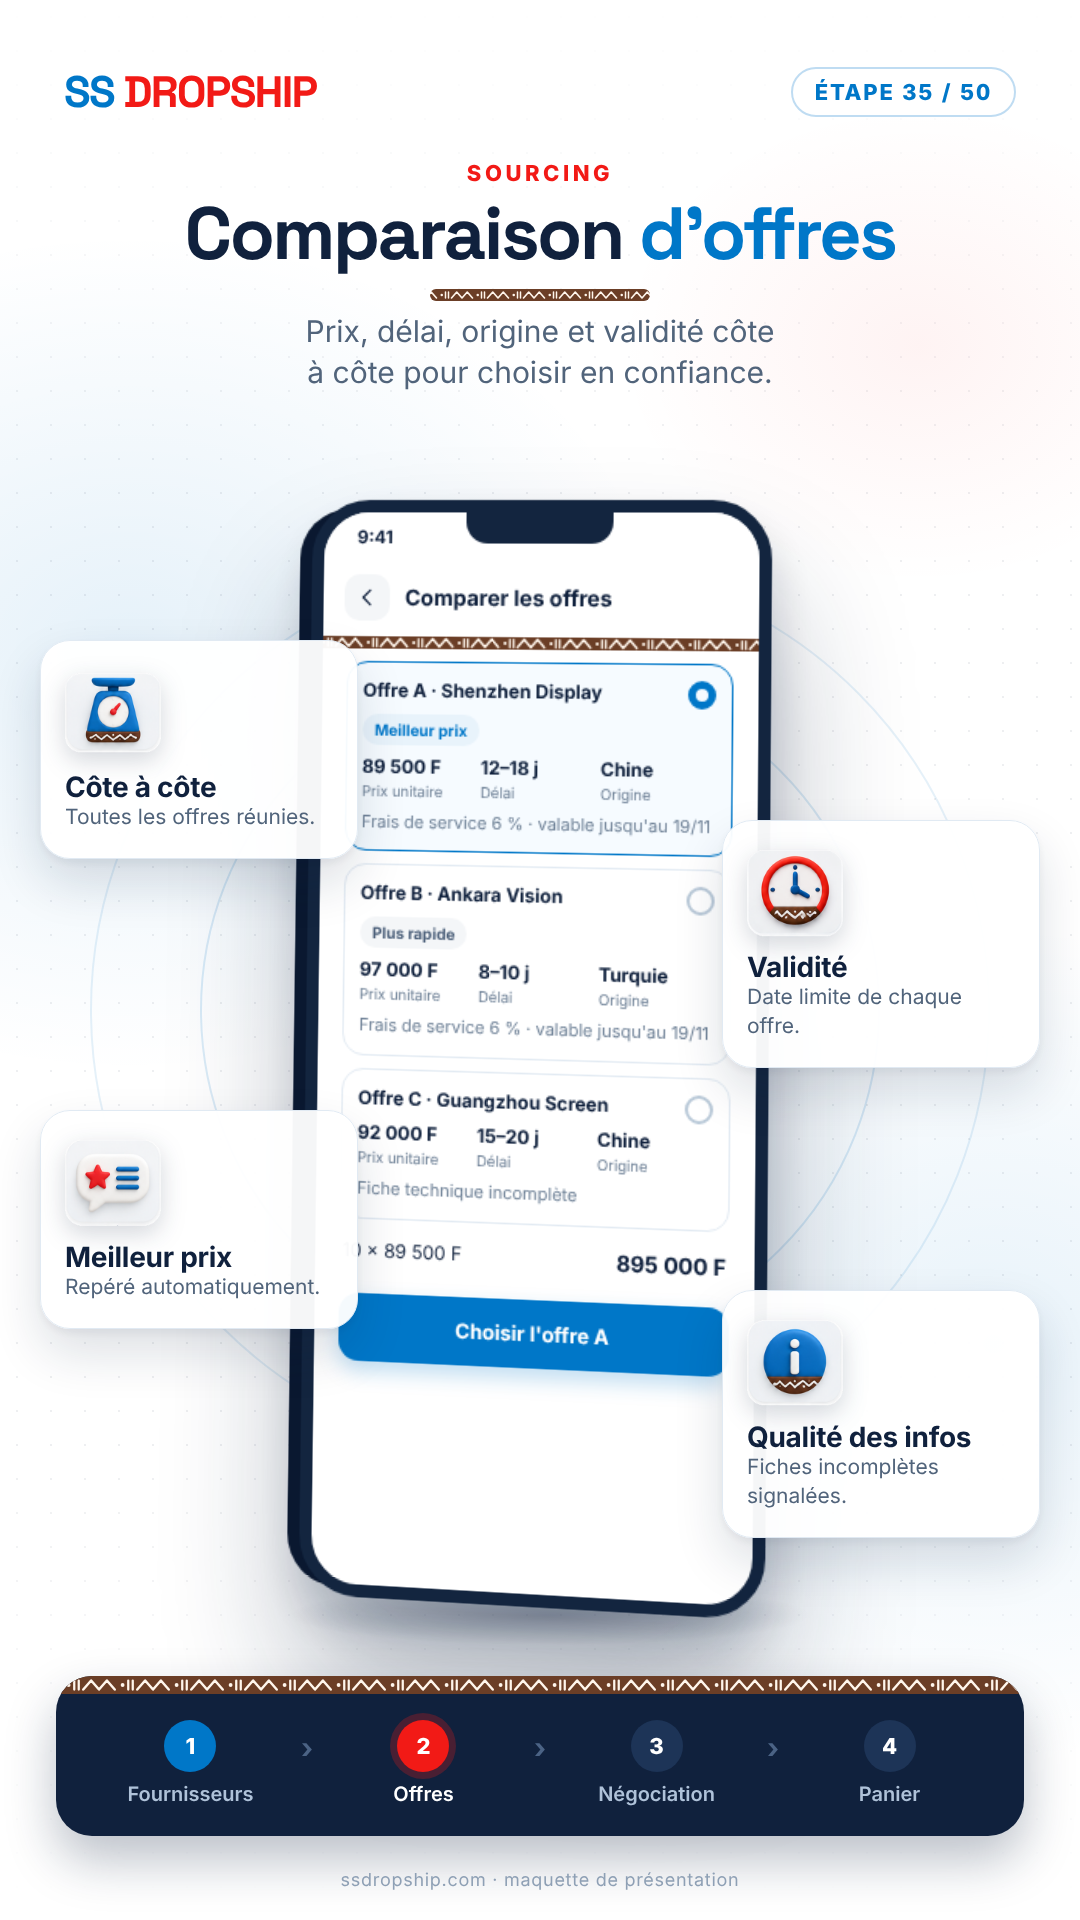 SS DROPSHIP
ÉTAPE 35 / 50
SOURCING
Comparaison d’offres
Prix, délai, origine et validité côte
à côte pour choisir en confiance.
9:41
Comparer les offres
Offre A · Shenzhen Display
Meilleur prix
89 500 F 12–18 j Chine
Prix unitaire Délai Origine
Frais de service 6 % · valable jusqu'au 19/11
Offre B · Ankara Vision
Plus rapide
97 000 F 8–10 j Turquie
Prix unitaire Délai Origine
Frais de service 6 % · valable jusqu'au 19/11
Offre C · Guangzhou Screen
92 000 F 15–20 j Chine
Prix unitaire Délai Origine
Fiche technique incomplète
× 89 500 F 895 000 F
Choisir l'offre A
Côte à côte
Toutes les offres réunies.
Validité
Date limite de chaque
offre.
Meilleur prix
Repéré automatiquement.
Qualité des infos
Fiches incomplètes
signalées.
1 › 2 › 3 › 4
Fournisseurs Offres Négociation Panier
ssdropship.com · maquette de présentation